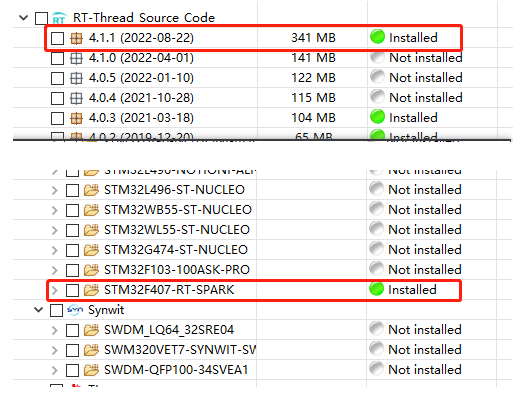 RT-Thread Source Code
4.1.1 (2022-08-22) 341 MB Installed
4.1.0 (2022-04-01) 141 MB Not installed
4.0.5 (2022-01-10) 122 MB Not installed
4.0.4 (2021-10-28) 115 MB Not installed
4.0.3 (2021-03-18) 104 MB Installed
4.0.2 (2019-12-20) 65 MB Installed
Not installed
STM32L496-ST-NUCLEO Not installed
STM32WB55-ST-NUCLEO Not installed
STM32WL55-ST-NUCLEO Not installed
STM32G474-ST-NUCLEO Not installed
STM32F103-100ASK-PRO Not installed
STM32F407-RT-SPARK Installed
Synwit
SWDM_LQ64_32SRE04 Not installed
SWM320VET7-SYNWIT-SW Not installed
SWDM-QFP100-34SVEA1 Not installed